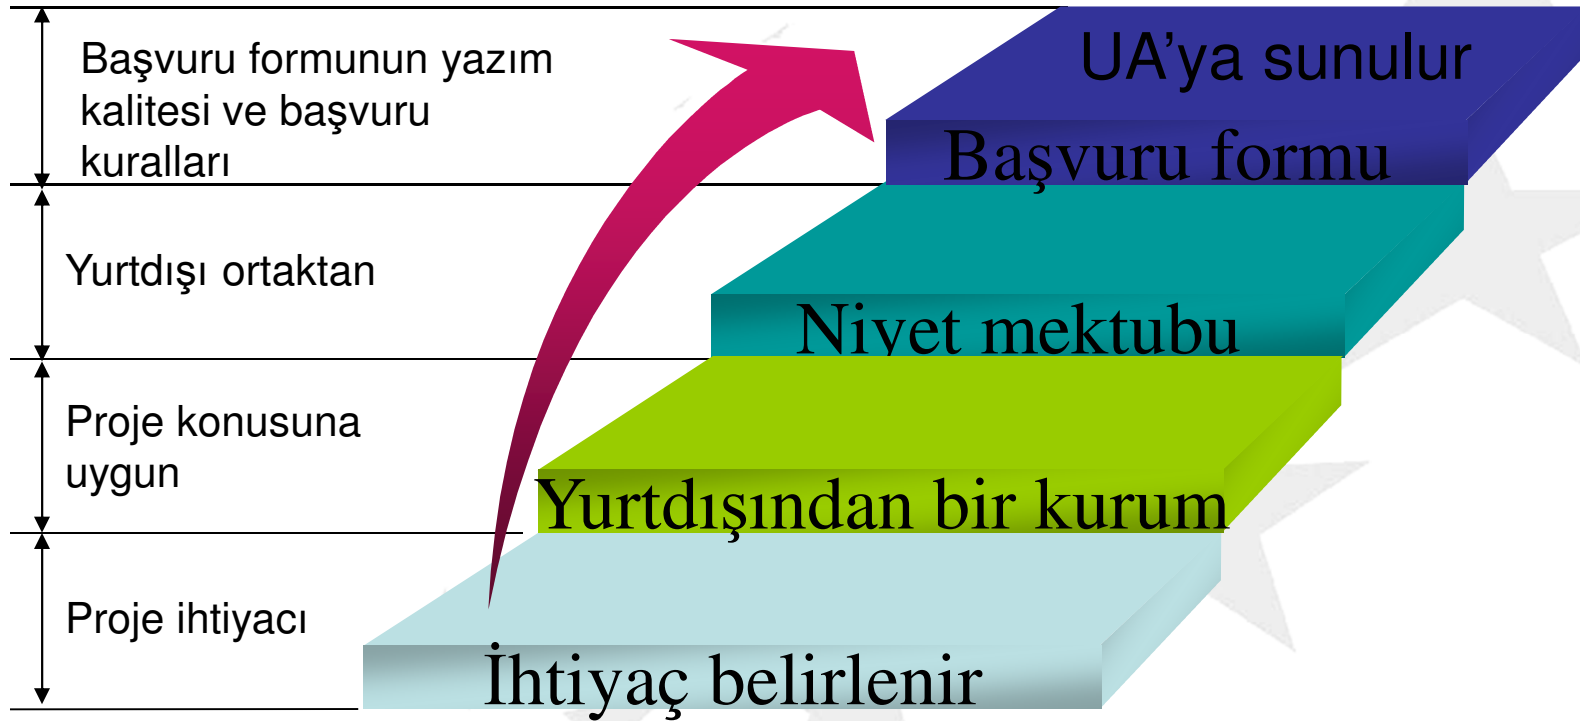 Başvuru formunun yazım
kalitesi ve başvuru
kuralları
UA'ya sunulur
Başvuru formu
Yurtdışı ortaktan
Niyet mektubu
Proje konusuna
uygun
Yurtdışından bir kurum
Proje ihtiyacı
İhtiyaç belirlenir